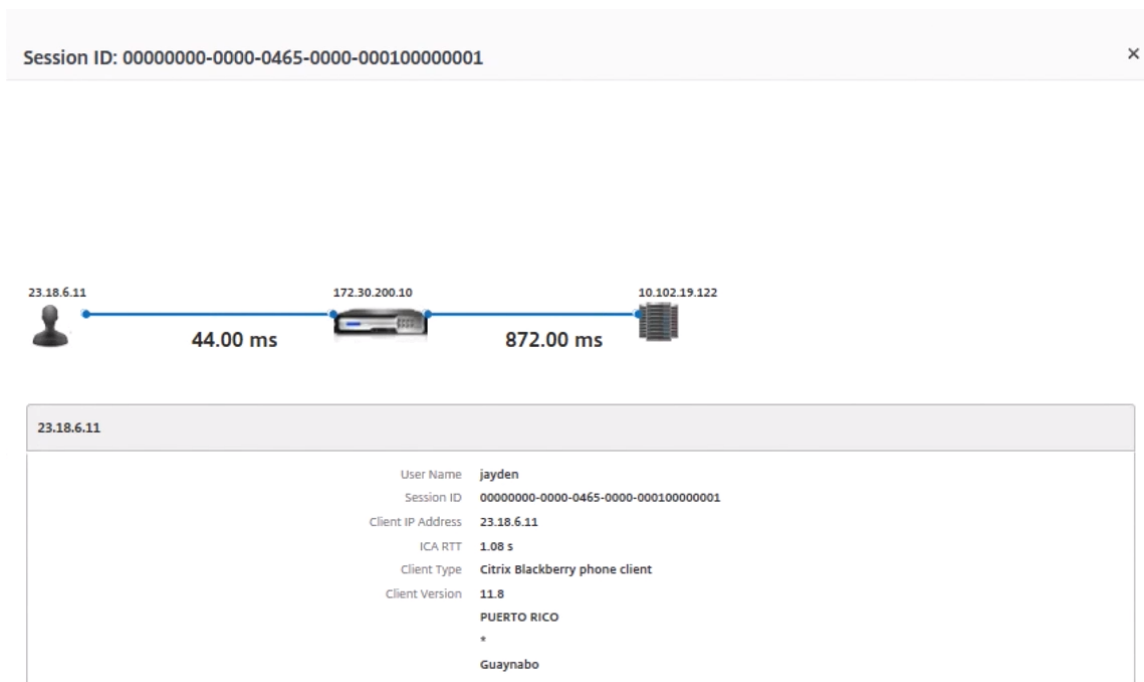 Session ID: 00000000-0000-0465-0000-000100000001 ×
23.18.6.11 172.30.200.10 10.102.19.122
44.00 ms 872.00 ms
23.18.6.11
User Name jayden
Session ID 00000000-0000-0465-0000-000100000001
Client IP Address 23.18.6.11
ICA RTT 1.08 s
Client Type Citrix Blackberry phone client
Client Version 11.8
PUERTO RICO
*
Guaynabo